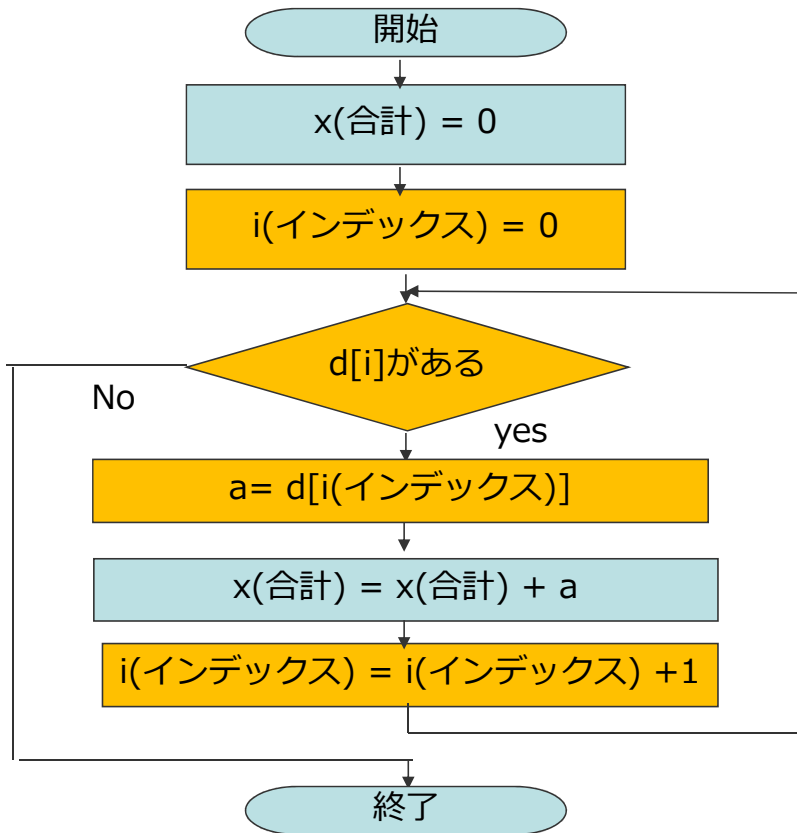 開始
x(合計) = 0
i(インデックス) = 0
d[i]がある
No
yes
a= d[i(インデックス)]
x(合計) = x(合計) + a
i(インデックス) = i(インデックス) +1
終了